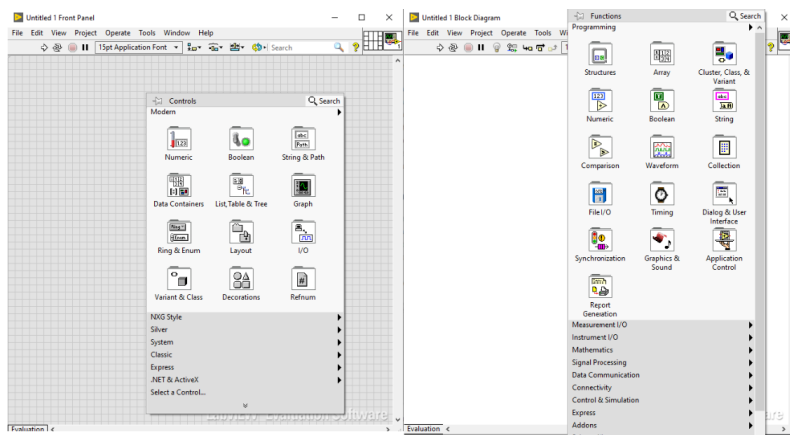 Untitled 1 Front Panel
File Edit View Project Operate Tools Window Help
15pt Application Font
Search
Controls
Search
Modern
Numeric
Boolean
String & Path
Data Containers
List, Table & Tree
Graph
Ring & Enum
Layout
I/O
Variant & Class
Decorations
Refnum
NXG Style
Silver
System
Classic
Express
.NET & ActiveX
Select a Control...
Evaluation
Untitled 1 Block Diagram
File Edit View Project Operate Tools
Functions
Search
Programming
Structures
Array
Cluster, Class, &
Variant
Numeric
Boolean
String
Comparison
Waveform
Collection
File I/O
Timing
Dialog & User
Interface
Synchronization
Graphics &
Sound
Application
Control
Report
Generation
Measurement I/O
Instrument I/O
Mathematics
Signal Processing
Data Communication
Connectivity
Control & Simulation
Express
Addons
Evaluation